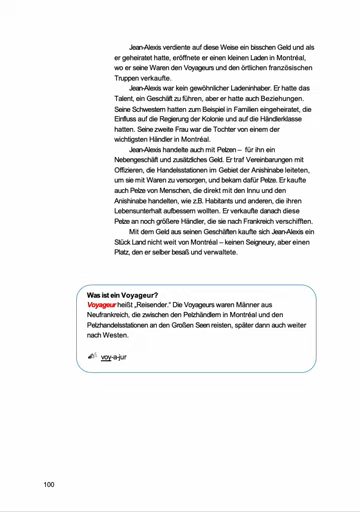 Jean-Alexis verdiente auf diese Weise ein bisschen Geld und als
er geheiratet hatte, eröffnete er einen kleinen Laden in Montréal,
wo er seine Waren den Voyageurs und den örtlichen französischen
Truppen verkaufte.
Jean-Alexis war kein gewöhnlicher Ladeninhaber. Er hatte das
Talent, ein Geschäft zu führen, aber er hatte auch Beziehungen.
Seine Schwestern hatten zum Beispiel in Familien eingeheiratet, die
Einfluss auf die Regierung der Kolonie und auf die Händlerklasse
hatten. Seine zweite Frau war die Tochter von einem der
wichtigsten Händler in Montréal.
Jean-Alexis handelte auch mit Pelzen – für ihn ein
Nebengeschäft und zusätzliches Geld. Er traf Vereinbarungen mit
Offizieren, die Handelsstationen im Gebiet der Anishinabe leiteten,
um sie mit Waren zu versorgen, und bekam dafür Pelze. Er kaufte
auch Pelze von Menschen, die direkt mit den Innu und den
Anishinabe handelten, wie z.B. Habitants und anderen, die ihren
Lebensunterhalt aufbessern wollten. Er verkaufte danach diese
Pelze an noch größere Händler, die sie nach Frankreich verschifften.
Mit dem Geld aus seinen Geschäften kaufte sich Jean-Alexis ein
Stück Land nicht weit von Montréal – keinen Seigneury, aber einen
Platz, den er selber besaß und verwaltete.
Was ist ein Voyageur?
Voyageur heißt „Reisender.“ Die Voyageurs waren Männer aus
Neufrankreich, die zwischen den Pelzhändlern in Montréal und den
Pelzhandelsstationen an den Großen Seen reisten, später dann auch weiter
nach Westen.
voy-a-jur
100